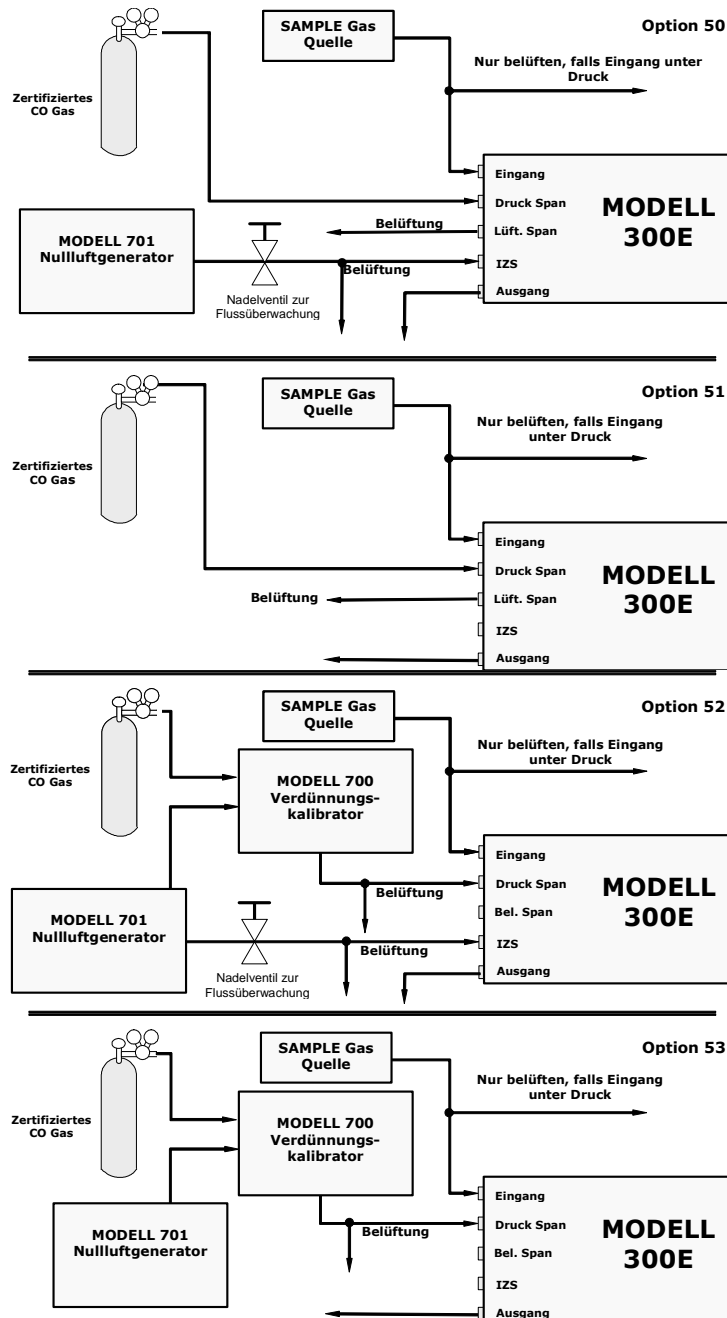 SAMPLE Gas
Quelle
Option 50
Nur belüften, falls Eingang unter
Druck
Zertifiziertes
CO Gas
Eingang
Druck Span
Lüft. Span
IZS
Ausgang
MODELL
300E
MODELL 701
Nullluftgenerator
Belüftung
Belüftung
Nadelventil zur
Flussüberwachung
SAMPLE Gas
Quelle
Option 51
Nur belüften, falls Eingang
unter Druck
Zertifiziertes
CO Gas
Eingang
Druck Span
Lüft. Span
IZS
Ausgang
MODELL
300E
Belüftung
SAMPLE Gas
Quelle
Option 52
Nur belüften, falls Eingang
unter Druck
Zertifiziertes
CO Gas
MODELL 700
Verdünnungs-
kalibrator
Eingang
Druck Span
Bel. Span
IZS
Ausgang
MODELL
300E
Belüftung
MODELL 701
Nullluftgenerator
Belüftung
Nadelventil zur
Flussüberwachung
SAMPLE Gas
Quelle
Option 53
Nur belüften, falls Eingang
unter Druck
Zertifiziertes
CO Gas
MODELL 700
Verdünnungs-
kalibrator
Eingang
Druck Span
Bel. Span
IZS
Ausgang
MODELL
300E
Belüftung
MODELL 701
Nullluftgenerator